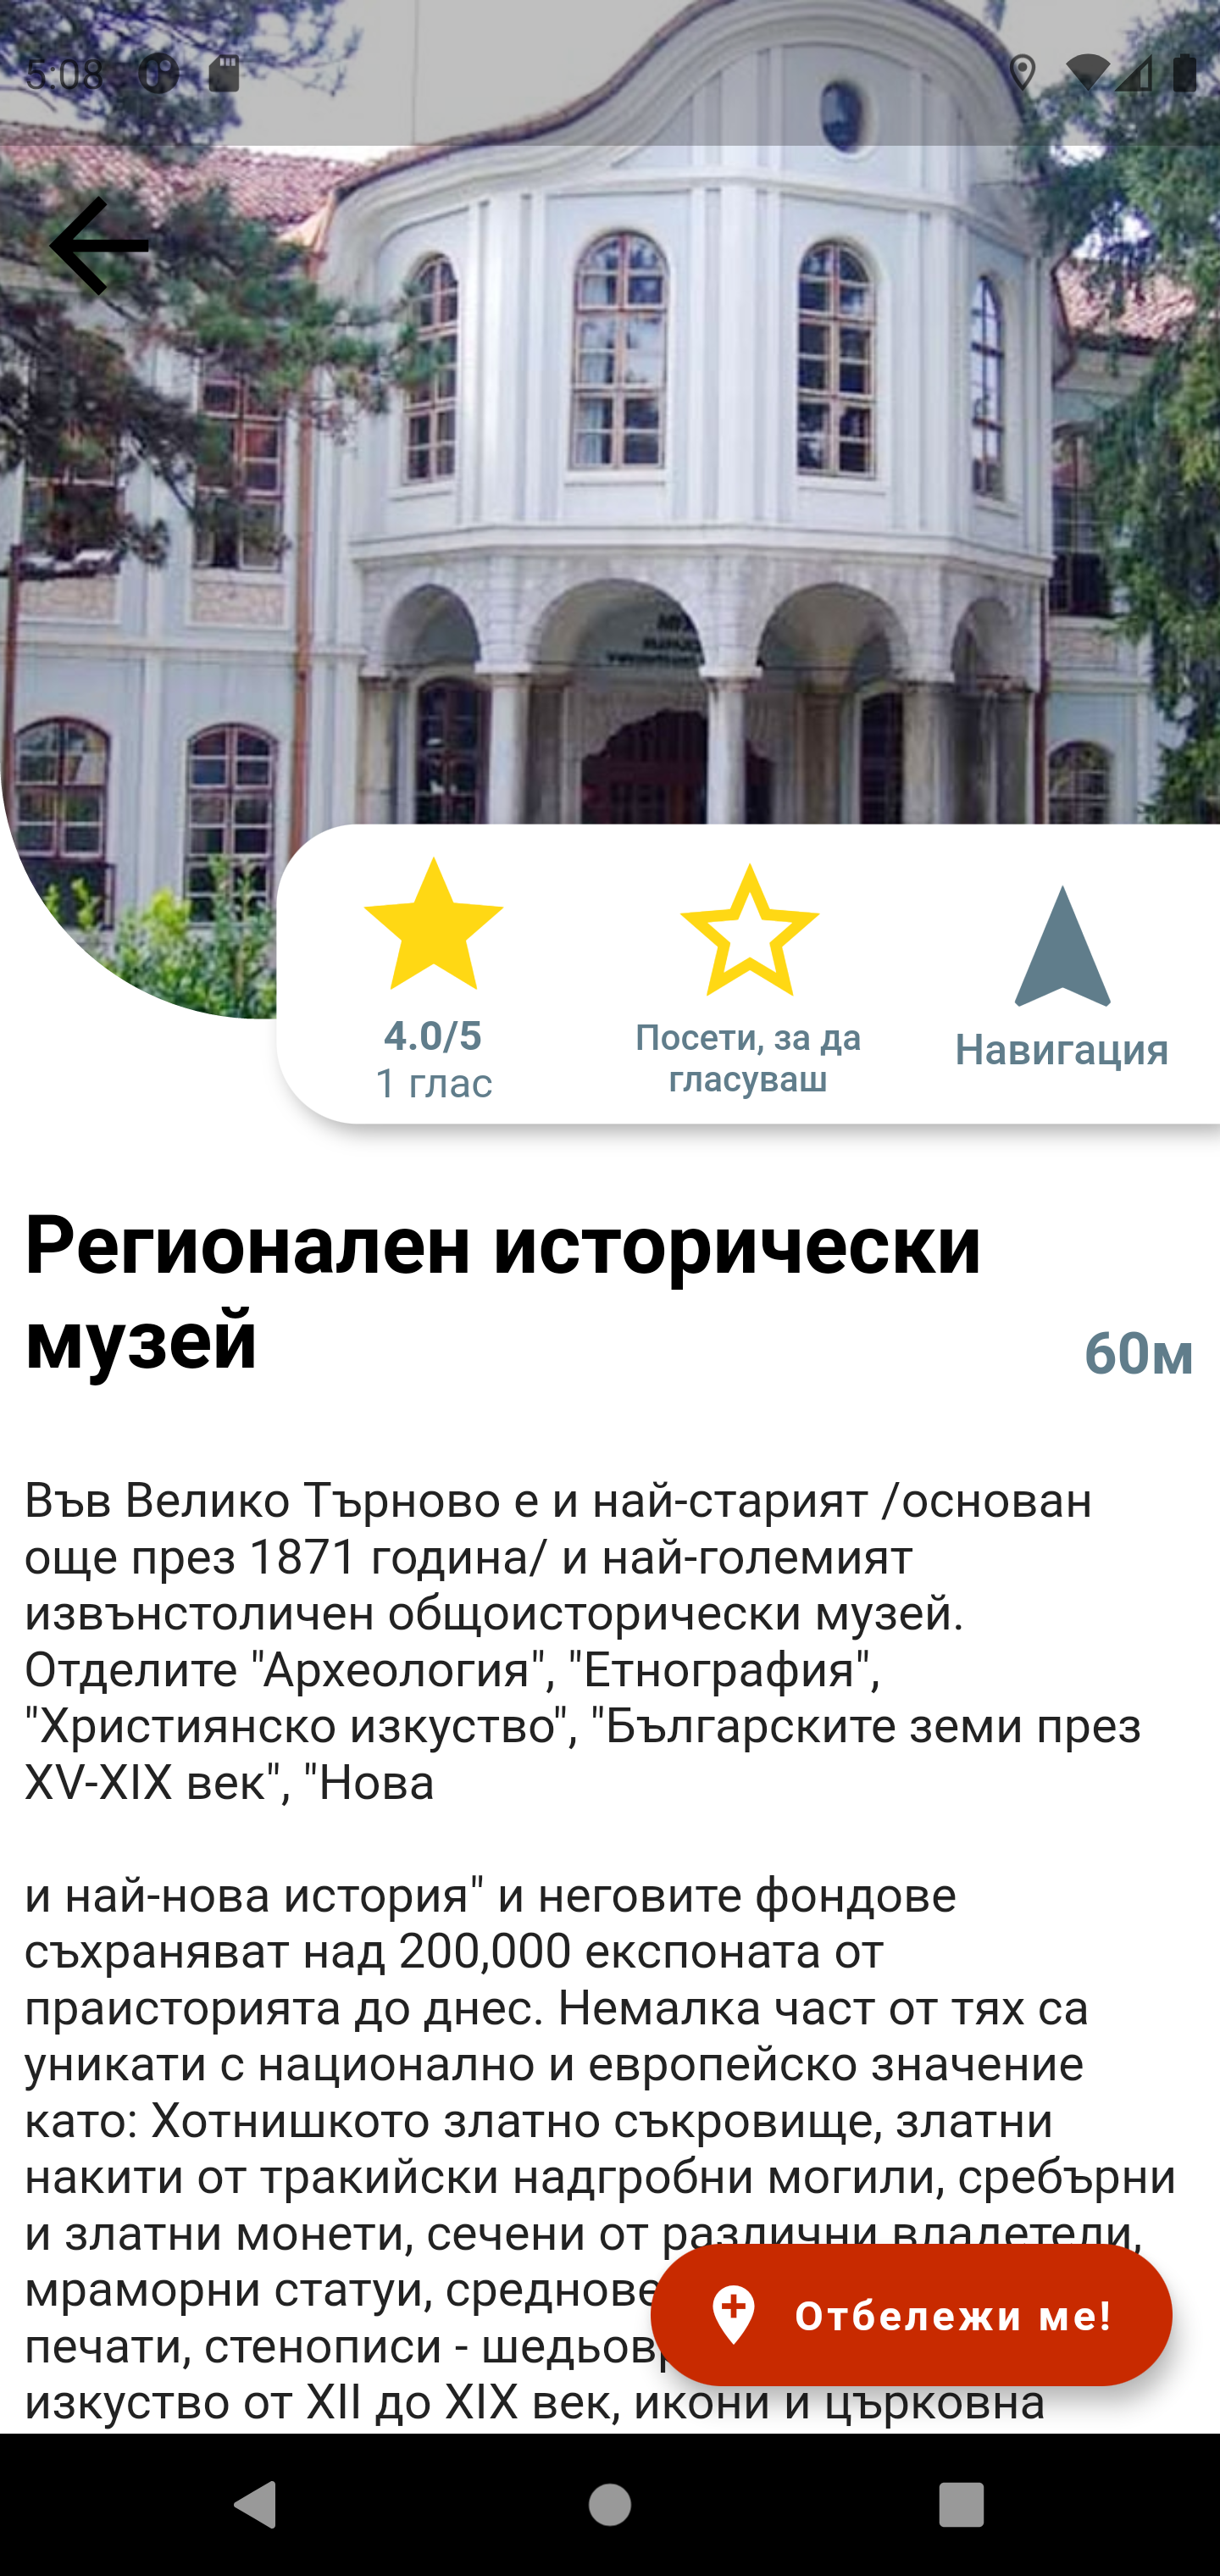 5:08
4.0/5
1 глас
Посети, за да
гласуваш
Навигация
Регионален исторически
музей
60м
Във Велико Търново е и най-старият /основан
още през 1871 година/ и най-големият
извънстоличен общоисторически музей.
Отделите "Археология", "Етнография",
"Християнско изкуство", "Българските земи през
XV-XIX век", "Нова
и най-нова история" и неговите фондове
съхраняват над 200,000 експоната от
праисторията до днес. Немалка част от тях са
уникати с национално и европейско значение
като: Хотнишкото златно съкровище, златни
накити от тракийски надгробни могили, сребърни
и златни монети, сечени от различни владетели,
мраморни статуи,
печати, стенописи -
Отбележи ме!
изкуство от XII до XIX век, икони и църковна